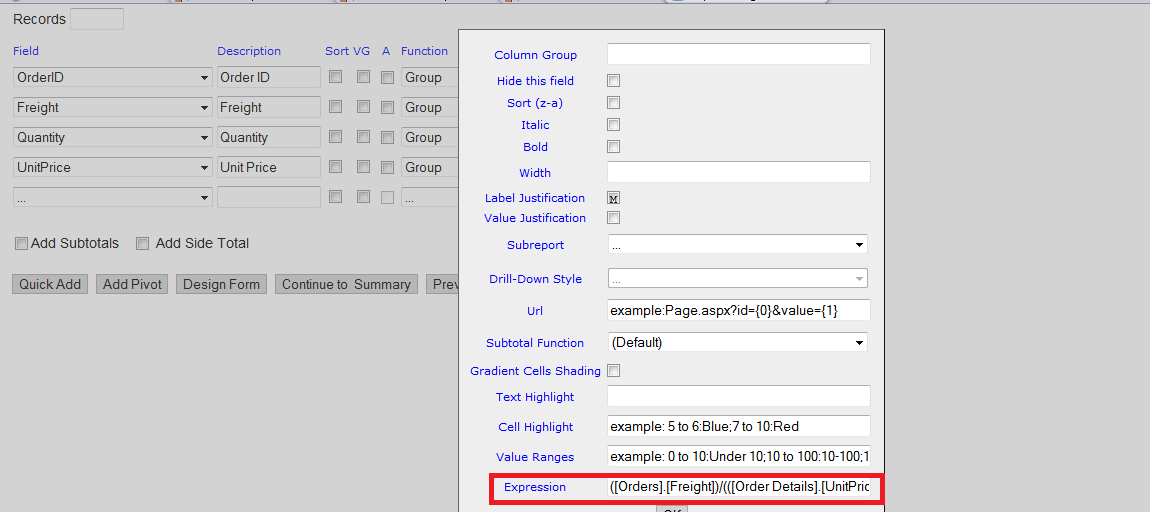 Records
Field Description Sort VG A Function
OrderID Order ID Group
Freight Freight Group
Quantity Quantity Group
UnitPrice Unit Price Group
... ...
Add Subtotals Add Side Total
Quick Add Add Pivot Design Form Continue to Summary Prev
Column Group
Hide this field
Sort (z-a)
Italic
Bold
Width
Label Justification M
Value Justification
Subreport ...
Drill-Down Style ...
Url example:Page.aspx?id={0}&value={1}
Subtotal Function (Default)
Gradient Cells Shading
Text Highlight
Cell Highlight example: 5 to 6:Blue;7 to 10:Red
Value Ranges example: 0 to 10:Under 10;10 to 100:10-100;1
Expression ([Orders].[Freight])/(([Order Details].[UnitPric